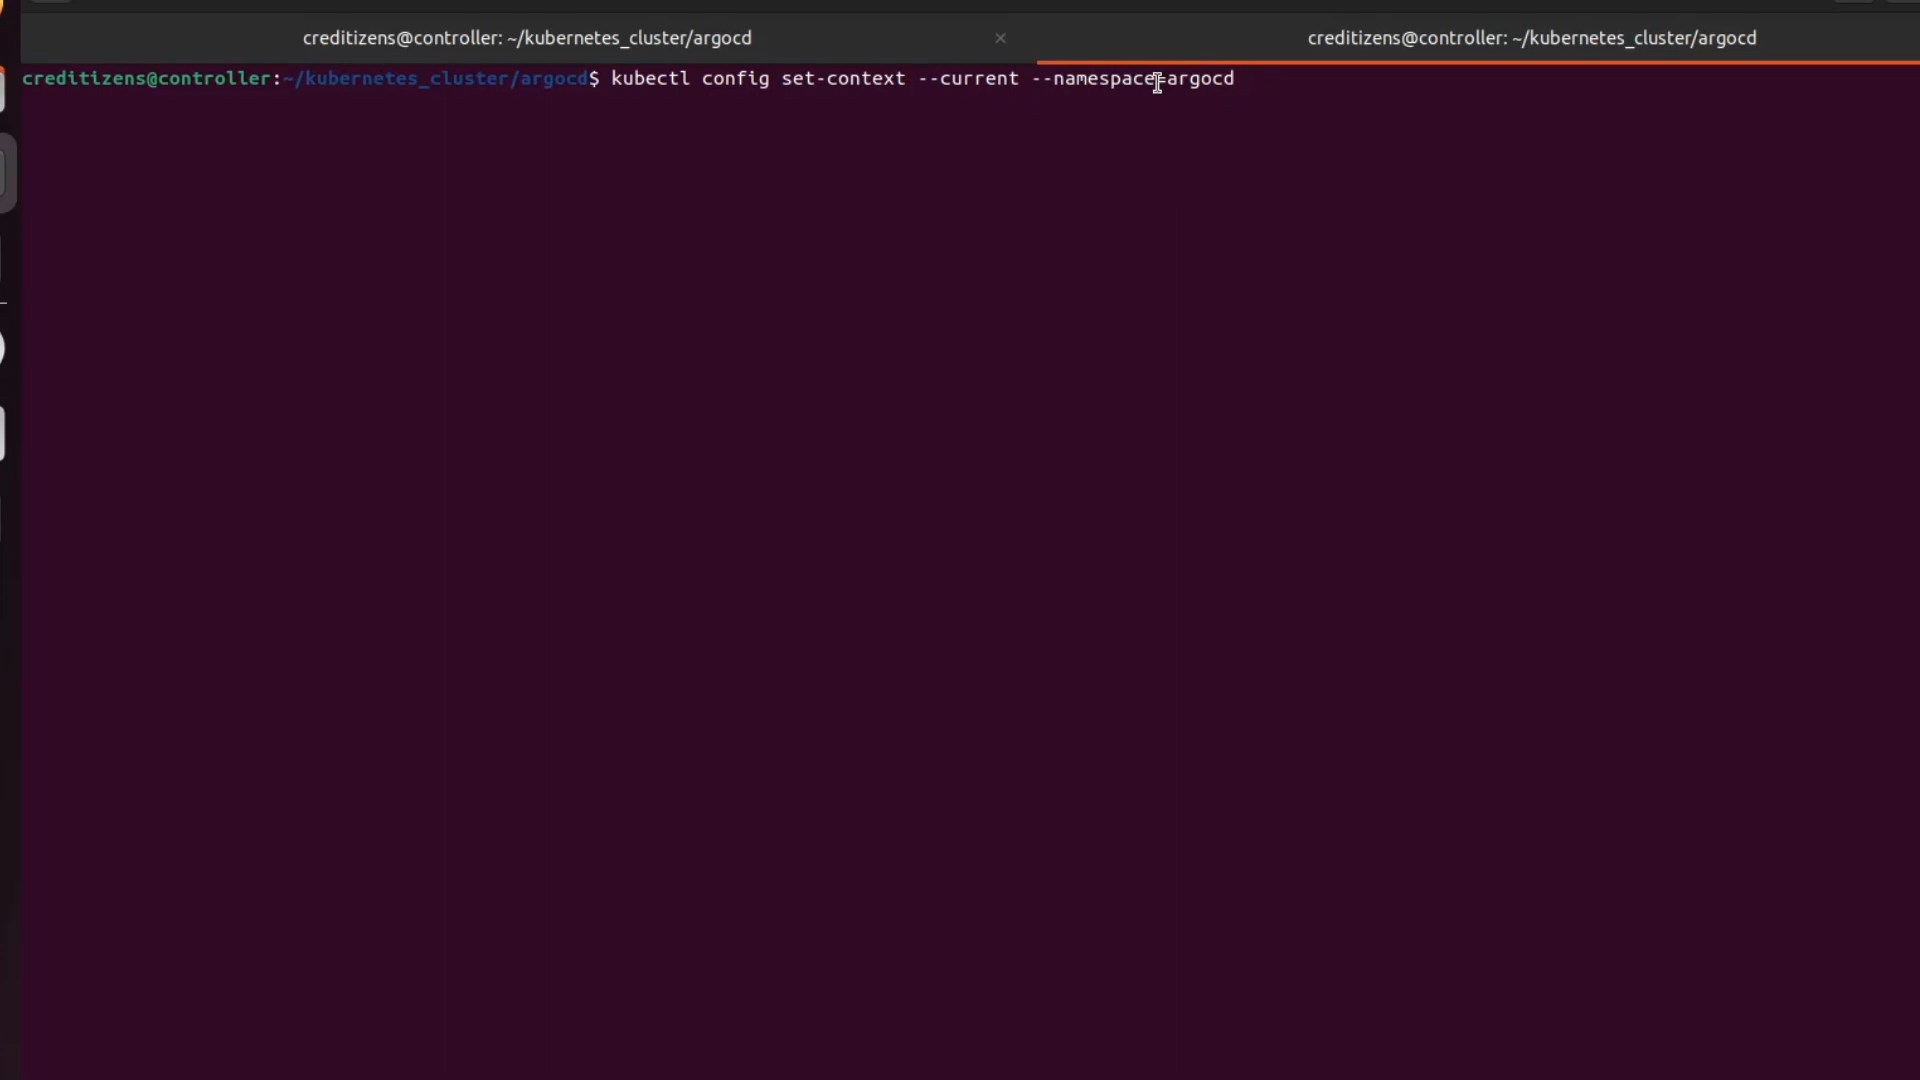 creditizens@controller: ~/kubernetes_cluster/argocd
creditizens@controller: ~/kubernetes_cluster/argocd
creditizens@controller:~/kubernetes_cluster/argocd$ kubectl config set-context --current --namespace=argocd